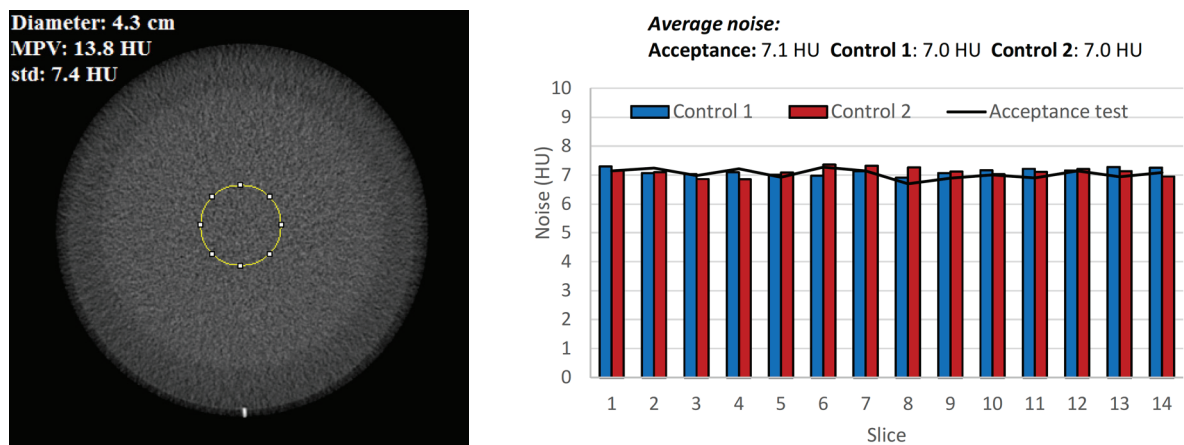 Diameter: 4.3 cm
MPV: 13.8 HU
std: 7.4 HU
Average noise:
Acceptance: 7.1 HU Control 1: 7.0 HU Control 2: 7.0 HU
Control 1 Control 2 Acceptance test
Noise (HU)
10
9
8
7
6
5
4
3
2
1
0
1 2 3 4 5 6 7 8 9 10 11 12 13 14
Slice